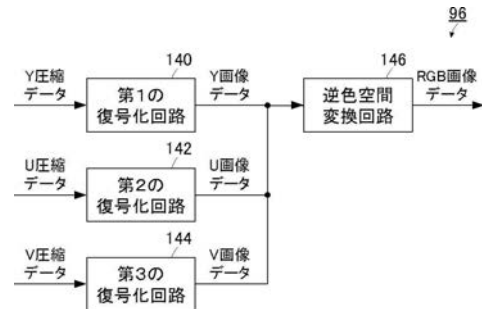 96
140
146
Y圧縮
データ
第1の
復号化回路
Y画像
データ
逆色空間
変換回路
RGB画像
データ
142
U圧縮
データ
第2の
復号化回路
U画像
データ
144
V圧縮
データ
第3の
復号化回路
V画像
データ